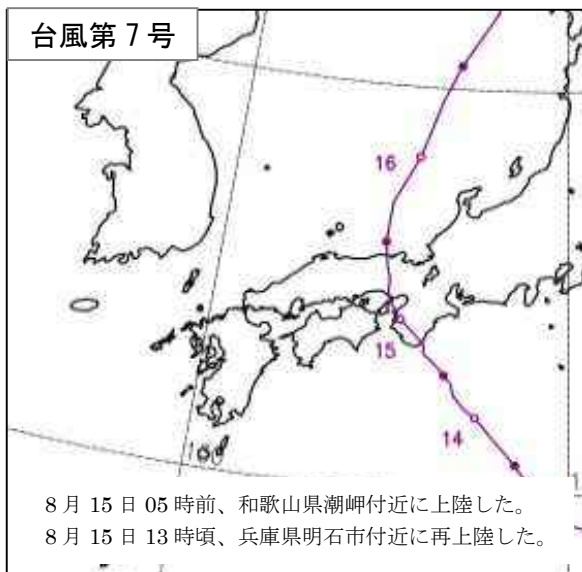 台風第７号
16
15
14
8月 15日 05時前、和歌山県潮岬付近に上陸した。
8月 15日 13時頃、兵庫県明石市付近に再上陸した。